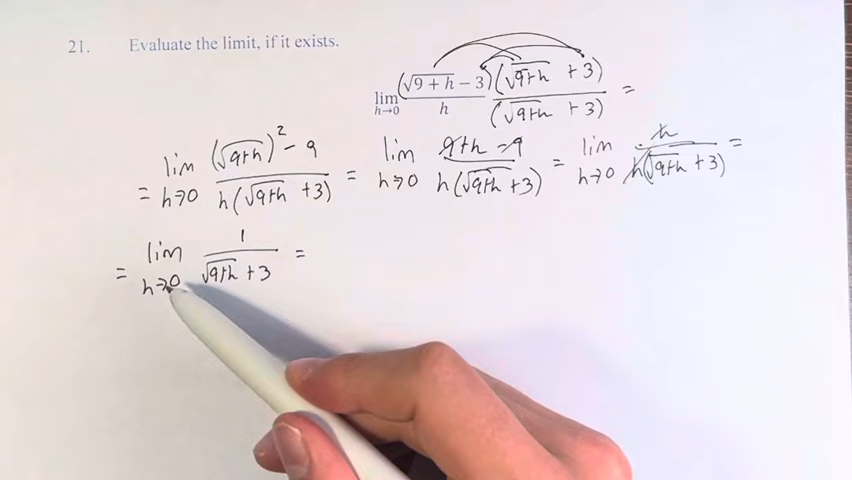 21. Evaluate the limit, if it exists.
lim h→0 (√9+h − 3)(√9+h + 3) / h (√9+h + 3) =
= lim h→0 (√9+h)² − 9 / h(√9+h + 3) = lim h→0 9+h −9 / h(√9+h +3) = lim h→0 h / h(√9+h +3) =
= lim h→0 1 / √9+h +3 =